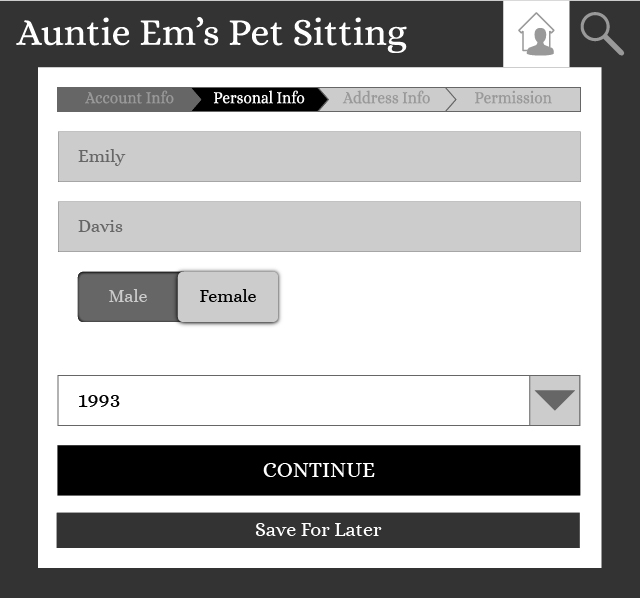 Auntie Em's Pet Sitting
Account Info Personal Info Address Info Permission
Emily
Davis
Male Female
1993
CONTINUE
Save For Later